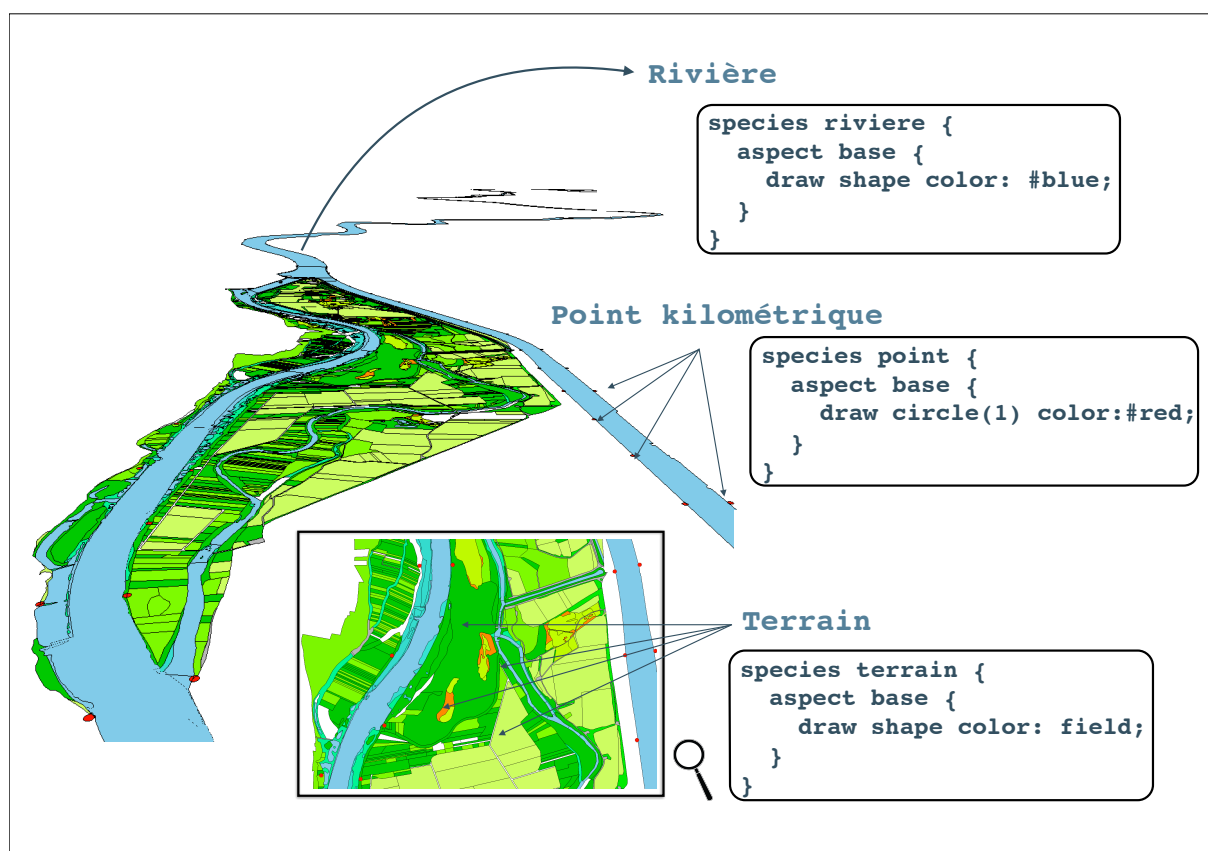 Rivière
species riviere {
  aspect base {
    draw shape color: #blue;
  }
}
Point kilométrique
species point {
  aspect base {
    draw circle(1) color:#red;
  }
}
Terrain
species terrain {
  aspect base {
    draw shape color: field;
  }
}